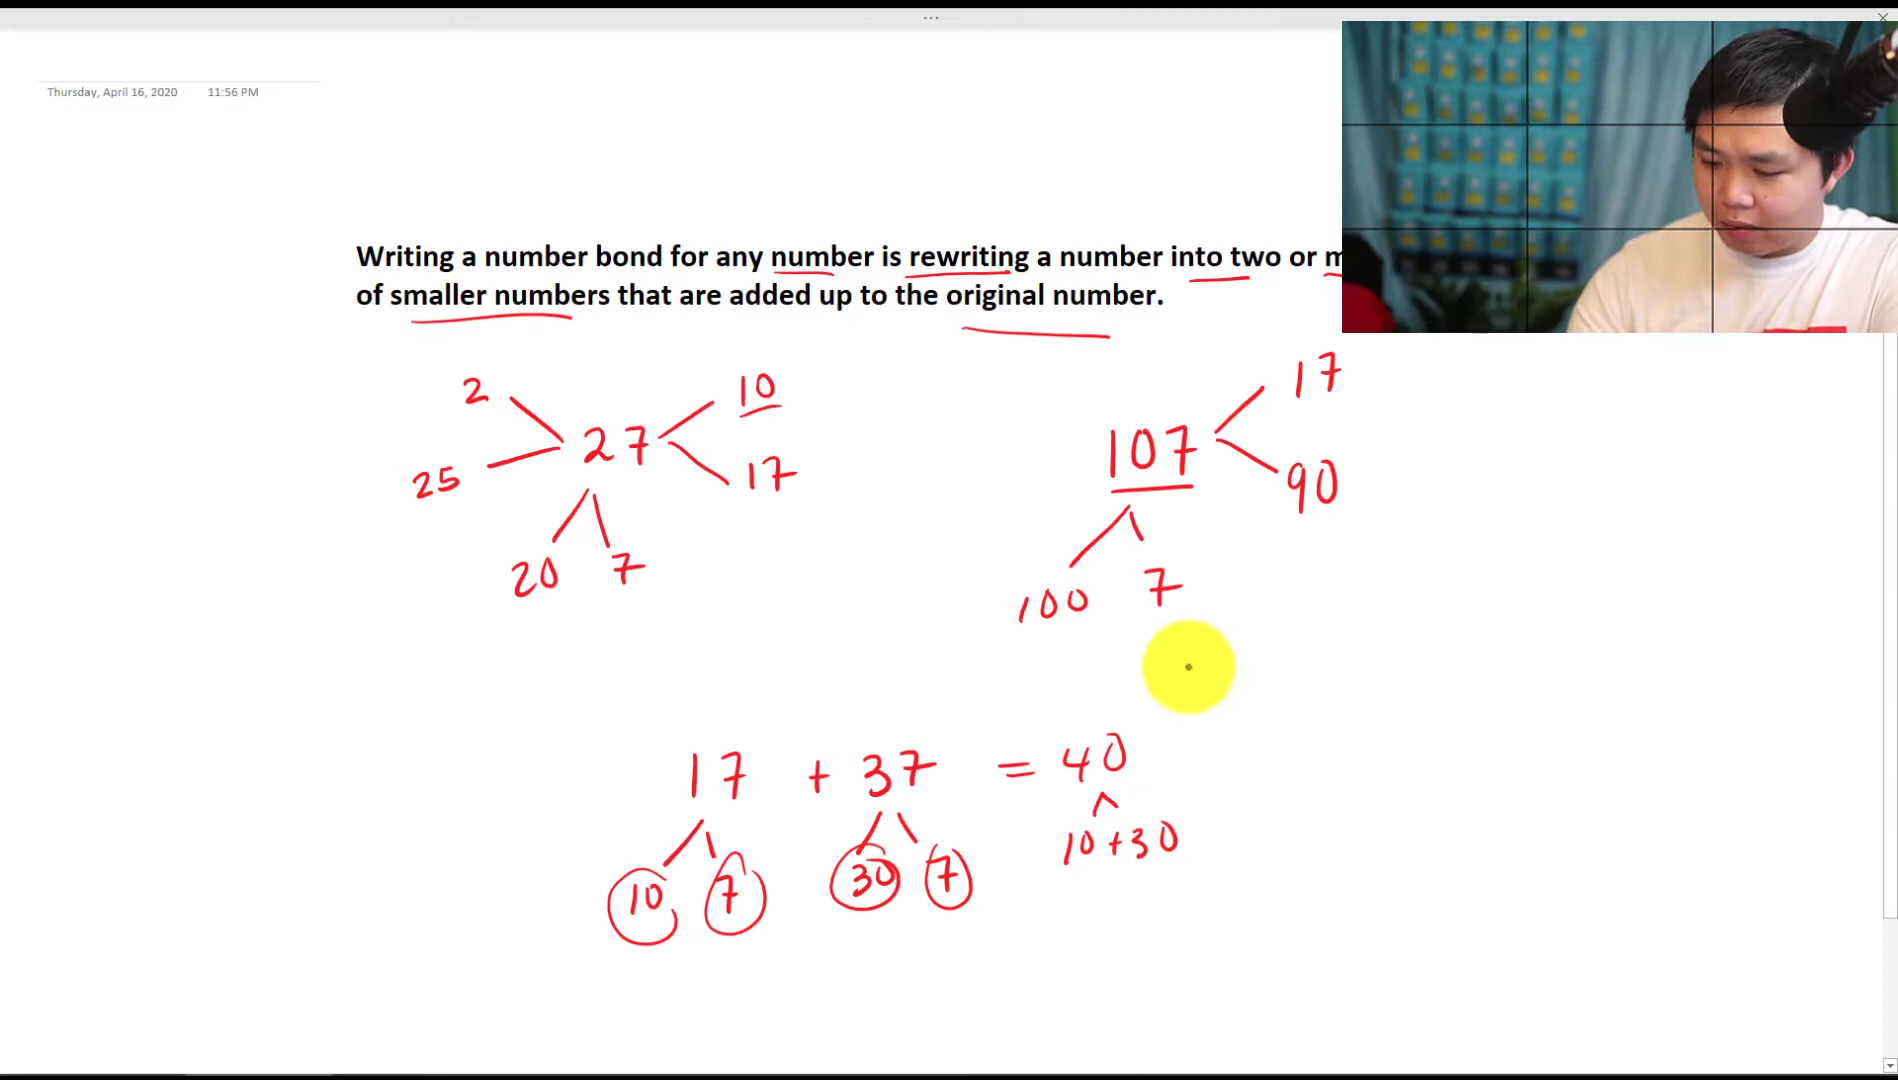 Thursday, April 16, 2020 11:56 PM
Writing a number bond for any number is rewriting a number into two or
of smaller numbers that are added up to the original number.
2 10 17
27 107
25 17 90
20 7 100 7
17 + 37 = 40
10 + 30
10 7 30 7